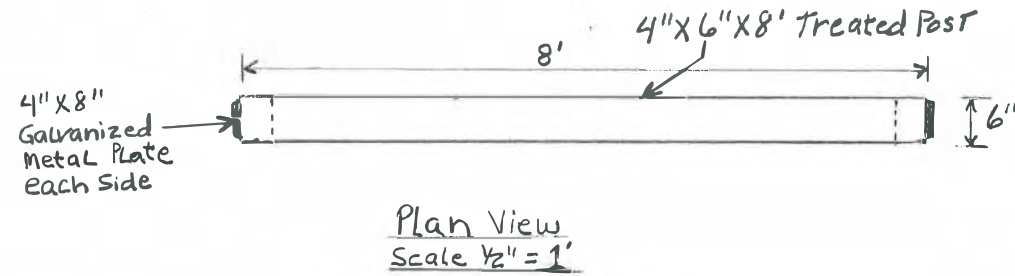 4"X6"X8' Treated Post
8'
4"X8"
Galvanized
Metal Plate
each Side
6"
Plan View
Scale 1/2" = 1'